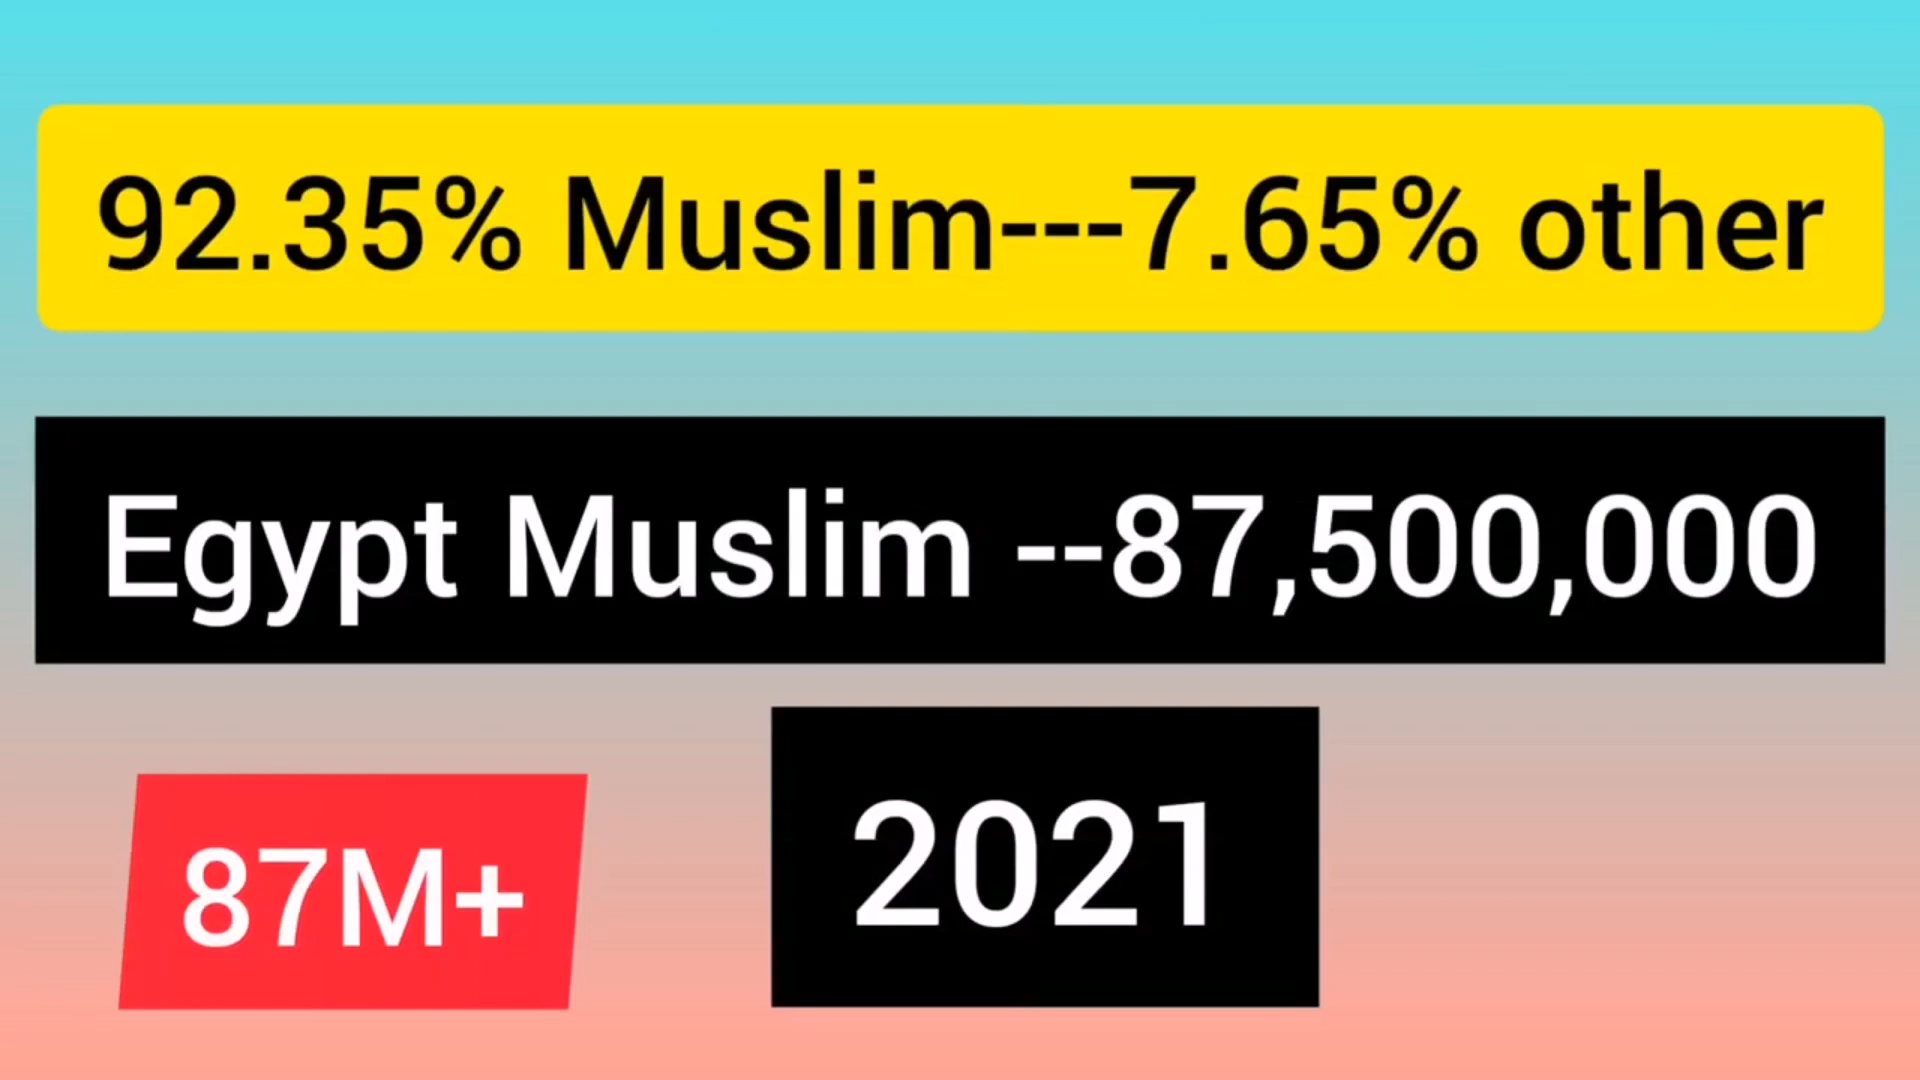 92.35% Muslim---7.65% other
Egypt Muslim --87,500,000
87M+
2021